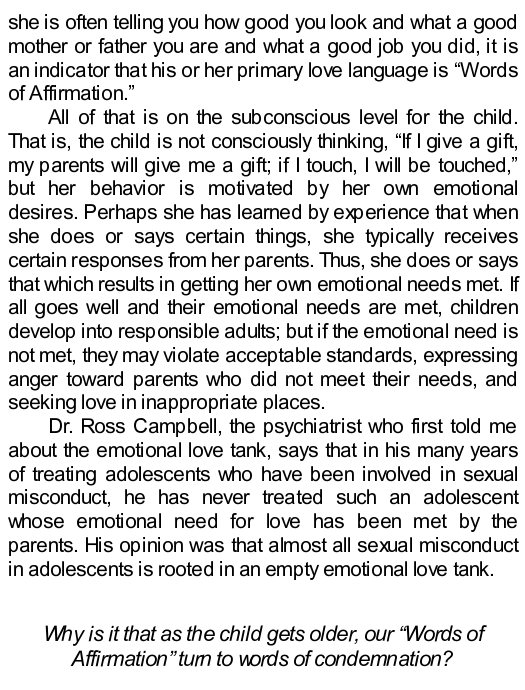 she is often telling you how good you look and what a good
mother or father you are and what a good job you did, it is
an indicator that his or her primary love language is “Words
of Affirmation.”
All of that is on the subconscious level for the child.
That is, the child is not consciously thinking, “If I give a gift,
my parents will give me a gift; if I touch, I will be touched,”
but her behavior is motivated by her own emotional
desires. Perhaps she has learned by experience that when
she does or says certain things, she typically receives
certain responses from her parents. Thus, she does or says
that which results in getting her own emotional needs met. If
all goes well and their emotional needs are met, children
develop into responsible adults; but if the emotional need is
not met, they may violate acceptable standards, expressing
anger toward parents who did not meet their needs, and
seeking love in inappropriate places.
Dr. Ross Campbell, the psychiatrist who first told me
about the emotional love tank, says that in his many years
of treating adolescents who have been involved in sexual
misconduct, he has never treated such an adolescent
whose emotional need for love has been met by the
parents. His opinion was that almost all sexual misconduct
in adolescents is rooted in an empty emotional love tank.
Why is it that as the child gets older, our “Words of
Affirmation” turn to words of condemnation?